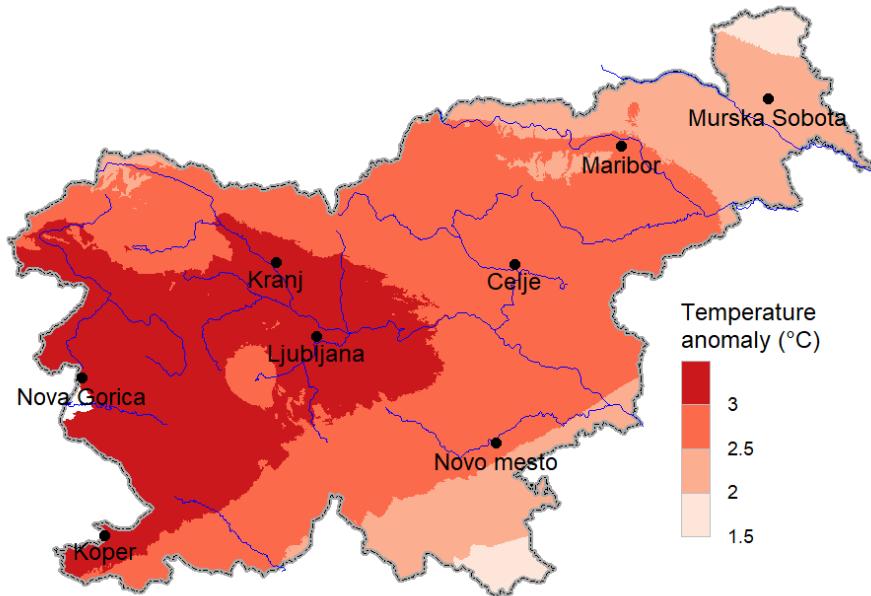 Murska Sobota
Maribor
Kranj
Celje
Ljubljana
Nova Gorica
Novo mesto
Koper
Temperature
anomaly (°C)
3
2.5
2
1.5